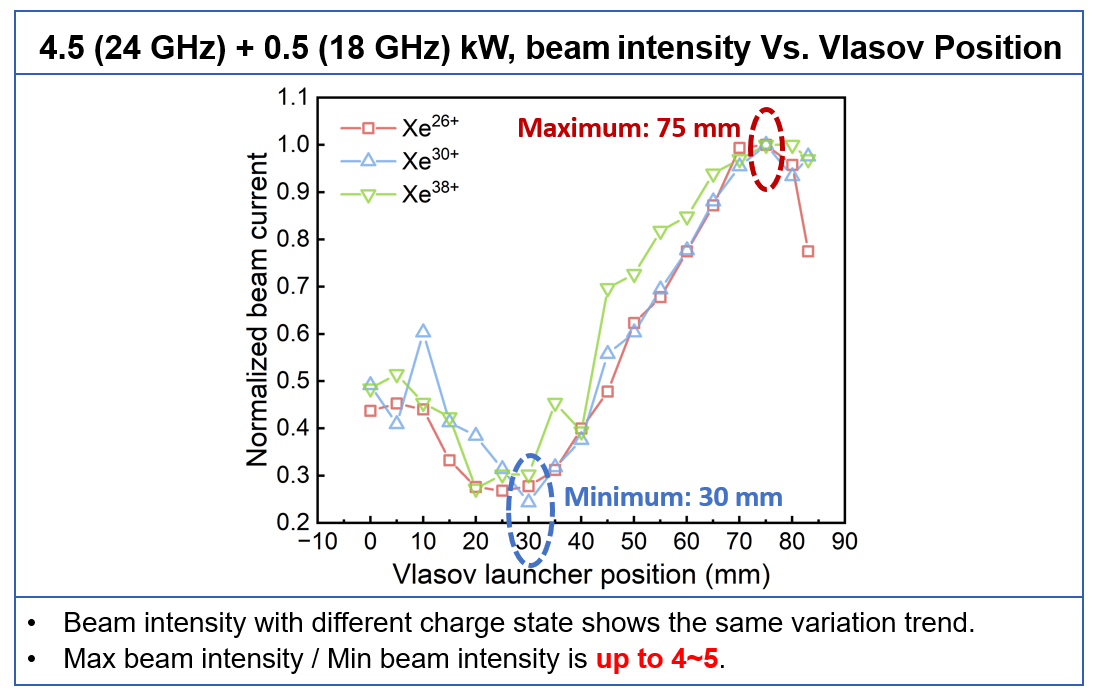 4.5 (24 GHz) + 0.5 (18 GHz) kW, beam intensity Vs. Vlasov Position
1.1
1.0
0.9
0.8
0.7
0.6
0.5
0.4
0.3
0.2
Normalized beam current
Xe26+
Xe30+
Xe38+
Maximum: 75 mm
Minimum: 30 mm
−10 0 10 20 30 40 50 60 70 80 90
Vlasov launcher position (mm)
• Beam intensity with different charge state shows the same variation trend.
• Max beam intensity / Min beam intensity is up to 4~5.